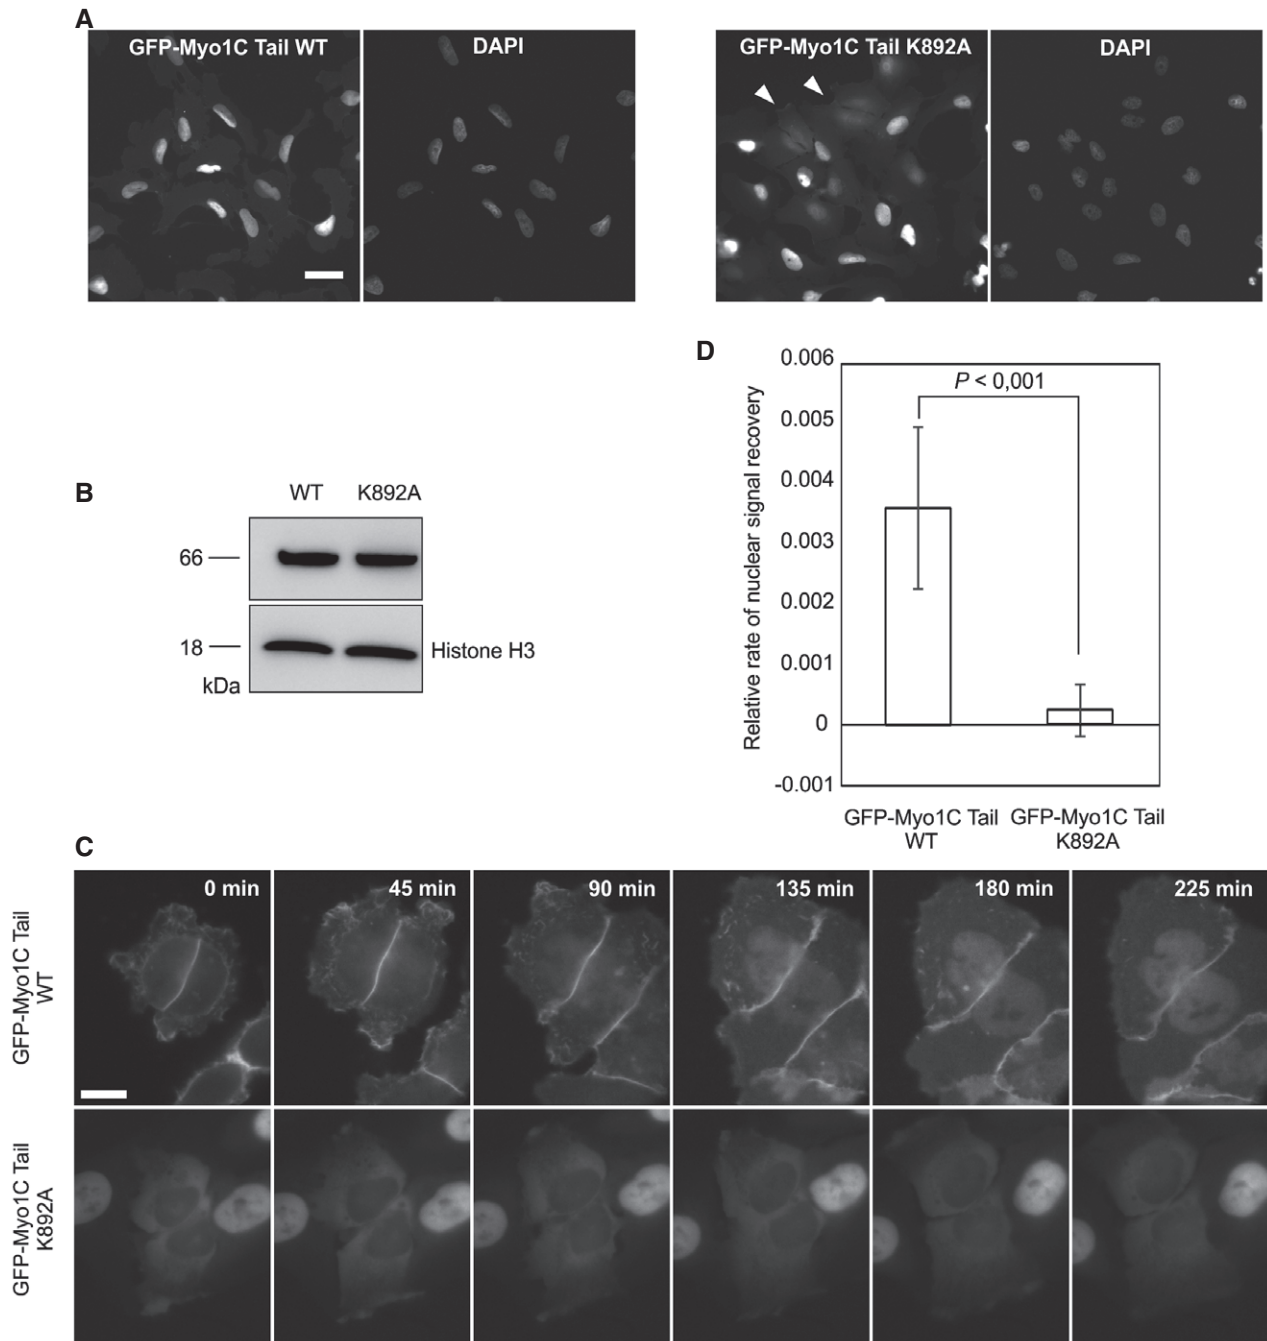 A
GFP-Myo1C Tail WT
DAPI
GFP-Myo1C Tail K892A
DAPI
B
WT K892A
66
18
Histone H3
kDa
D
Relative rate of nuclear signal recovery
0.006
0.005
0.004
0.003
0.002
0.001
0
-0.001
P < 0,001
GFP-Myo1C Tail
WT
GFP-Myo1C Tail
K892A
C
GFP-Myo1C Tail
WT
0 min
45 min
90 min
135 min
180 min
225 min
GFP-Myo1C Tail
K892A